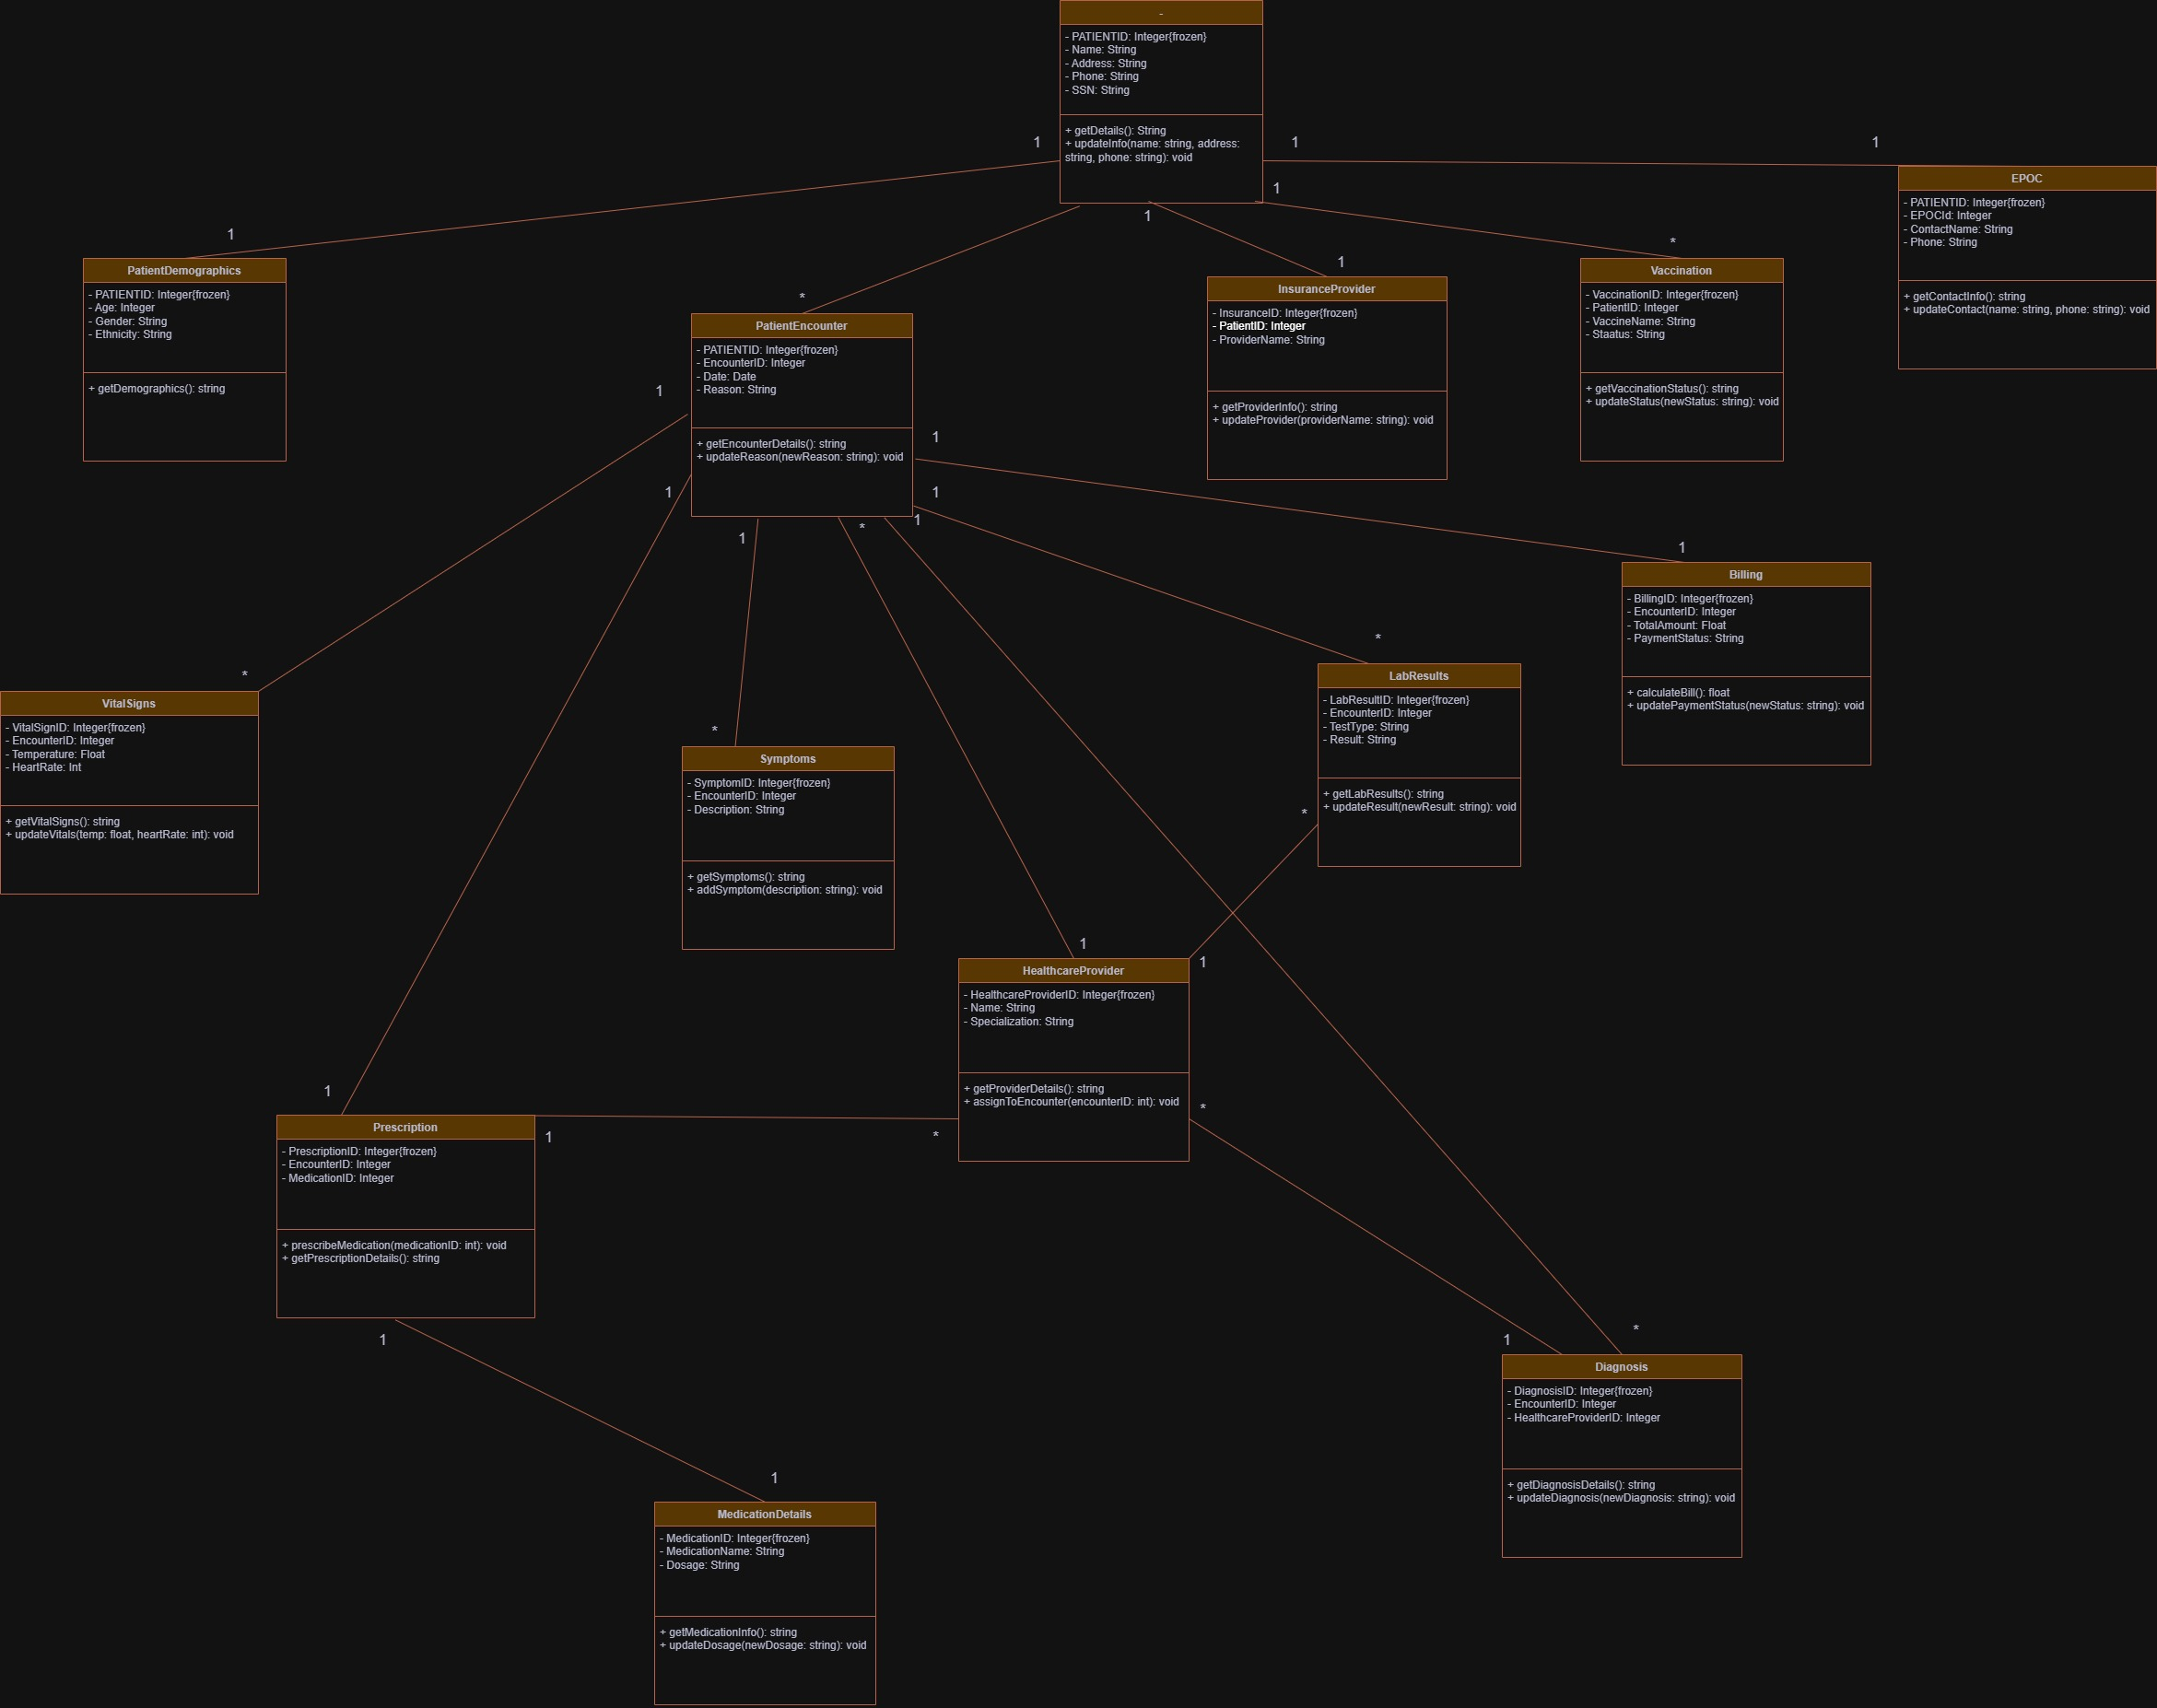 -
- PATIENTID: Integer{frozen}
- Name: String
- Address: String
- Phone: String
- SSN: String
+ getDetails(): String
+ updateInfo(name: string, address:
string, phone: string): void
1
1
1
1
1
1
*
1
*
EPOC
- PATIENTID: Integer{frozen}
- EPOCId: Integer
- ContactName: String
- Phone: String
+ getContactInfo(): string
+ updateContact(name: string, phone: string): void
PatientDemographics
- PATIENTID: Integer{frozen}
- Age: Integer
- Gender: String
- Ethnicity: String
+ getDemographics(): string
PatientEncounter
- PATIENTID: Integer{frozen}
- EncounterID: Integer
- Date: Date
- Reason: String
+ getEncounterDetails(): string
+ updateReason(newReason: string): void
InsuranceProvider
- InsuranceID: Integer{frozen}
- PatientID: Integer
- ProviderName: String
+ getProviderInfo(): string
+ updateProvider(providerName: string): void
Vaccination
- VaccinationID: Integer{frozen}
- PatientID: Integer
- VaccineName: String
- Staatus: String
+ getVaccinationStatus(): string
+ updateStatus(newStatus: string): void
1
1
1
1
1
1
*
1
*
*
*
Billing
- BillingID: Integer{frozen}
- EncounterID: Integer
- TotalAmount: Float
- PaymentStatus: String
+ calculateBill(): float
+ updatePaymentStatus(newStatus: string): void
LabResults
- LabResultID: Integer{frozen}
- EncounterID: Integer
- TestType: String
- Result: String
+ getLabResults(): string
+ updateResult(newResult: string): void
VitalSigns
- VitalSignID: Integer{frozen}
- EncounterID: Integer
- Temperature: Float
- HeartRate: Int
+ getVitalSigns(): string
+ updateVitals(temp: float, heartRate: int): void
Symptoms
- SymptomID: Integer{frozen}
- EncounterID: Integer
- Description: String
+ getSymptoms(): string
+ addSymptom(description: string): void
*
1
1
HealthcareProvider
- HealthcareProviderID: Integer{frozen}
- Name: String
- Specialization: String
+ getProviderDetails(): string
+ assignToEncounter(encounterID: int): void
1
1
*
*
Prescription
- PrescriptionID: Integer{frozen}
- EncounterID: Integer
- MedicationID: Integer
+ prescribeMedication(medicationID: int): void
+ getPrescriptionDetails(): string
1
1
*
Diagnosis
- DiagnosisID: Integer{frozen}
- EncounterID: Integer
- HealthcareProviderID: Integer
+ getDiagnosisDetails(): string
+ updateDiagnosis(newDiagnosis: string): void
1
MedicationDetails
- MedicationID: Integer{frozen}
- MedicationName: String
- Dosage: String
+ getMedicationInfo(): string
+ updateDosage(newDosage: string): void